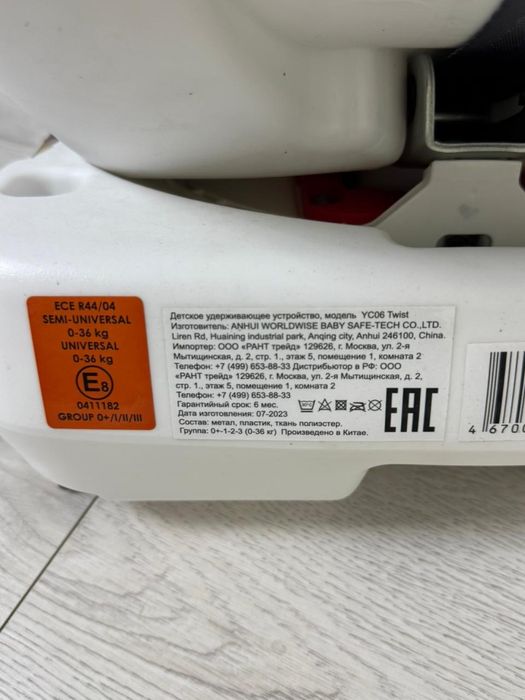 ECE R44/04
SEMI-UNIVERSAL
0-36 kg
UNIVERSAL
0-36 kg
E8
0411182
GROUP 0+/I/II/III
Детское удерживающее устройство, модель YC06 Twist
Изготовитель: ANHUI WORLDWISE BABY SAFE-TECH CO.,LTD.
Liren Rd, Huaining industrial park, Anqing city, Anhui 246100, China.
Импортер: ООО «РАНТ трейд» 129626, г. Москва, ул. 2-я
Мытищинская, д. 2, стр. 1., этаж 5, помещение 1, комната 2
Телефон: +7 (499) 653-88-33 Дистрибьютор в РФ: ООО
«РАНТ трейд» 129626, г. Москва, ул. 2-я Мытищинская, д. 2,
стр. 1., этаж 5, помещение 1, комната 2
Телефон: +7 (499) 653-88-33
Гарантийный срок: 6 мес.
Дата изготовления: 07-2023
Состав: метал, пластик, ткань полиэстер.
Группа: 0+-1-2-3 (0-36 кг) Произведено в Китае.
EAC
4 6700